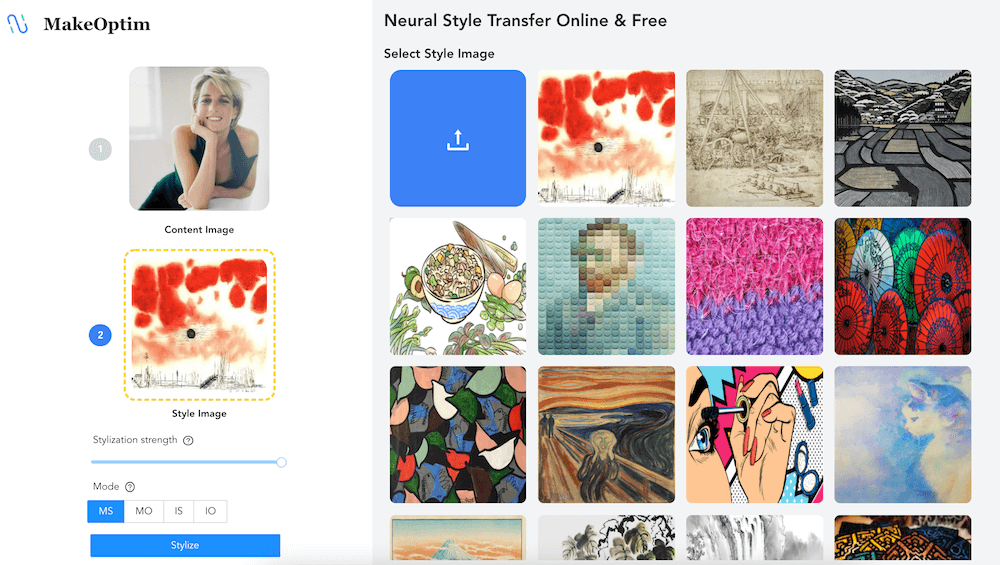 MakeOptim
1
Content Image
2
Style Image
Stylization strength ?
Mode ?
MS MO IS IO
Stylize
Neural Style Transfer Online & Free
Select Style Image